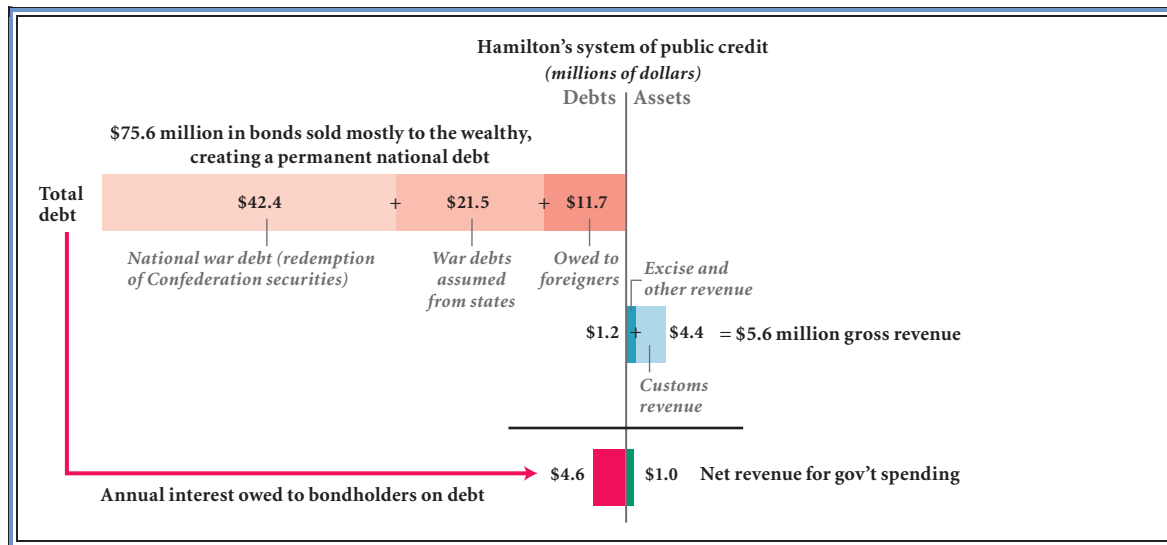 Hamilton’s system of public credit
(millions of dollars)
Debts Assets
$75.6 million in bonds sold mostly to the wealthy,
creating a permanent national debt
Total
debt
$42.4 + $21.5 + $11.7
National war debt (redemption
of Confederation securities)
War debts
assumed
from states
Owed to
foreigners
Excise and
other revenue
$1.2 + $4.4 = $5.6 million gross revenue
Customs
revenue
$4.6 $1.0 Net revenue for gov’t spending
Annual interest owed to bondholders on debt